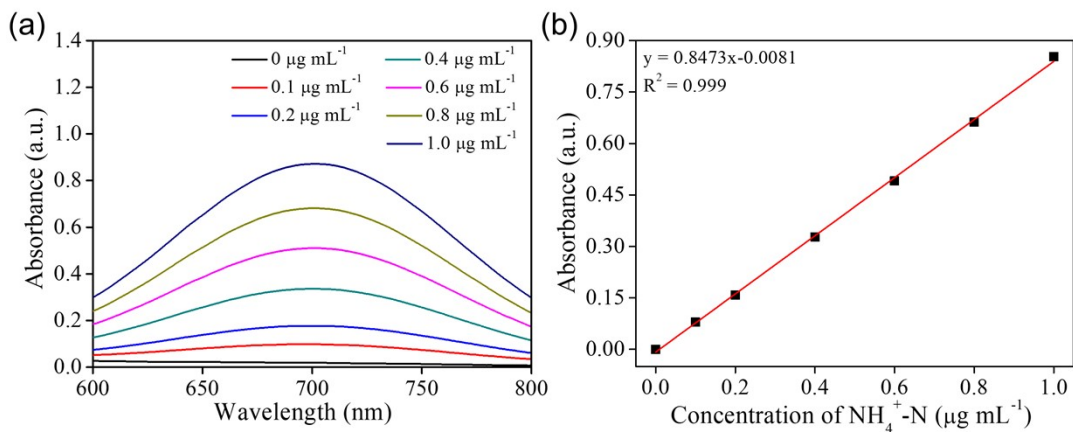 (a)
1.4
1.2
1.0
0.8
0.6
0.4
0.2
0.0
Absorbance (a.u.)
0 µg mL⁻¹
0.1 µg mL⁻¹
0.2 µg mL⁻¹
0.4 µg mL⁻¹
0.6 µg mL⁻¹
0.8 µg mL⁻¹
1.0 µg mL⁻¹
600 650 700 750 800
Wavelength (nm)
(b)
0.90
0.75
0.60
0.45
0.30
0.15
0.00
Absorbance (a.u.)
y = 0.8473x-0.0081
R² = 0.999
0.0 0.2 0.4 0.6 0.8 1.0
Concentration of NH₄⁺-N (µg mL⁻¹)